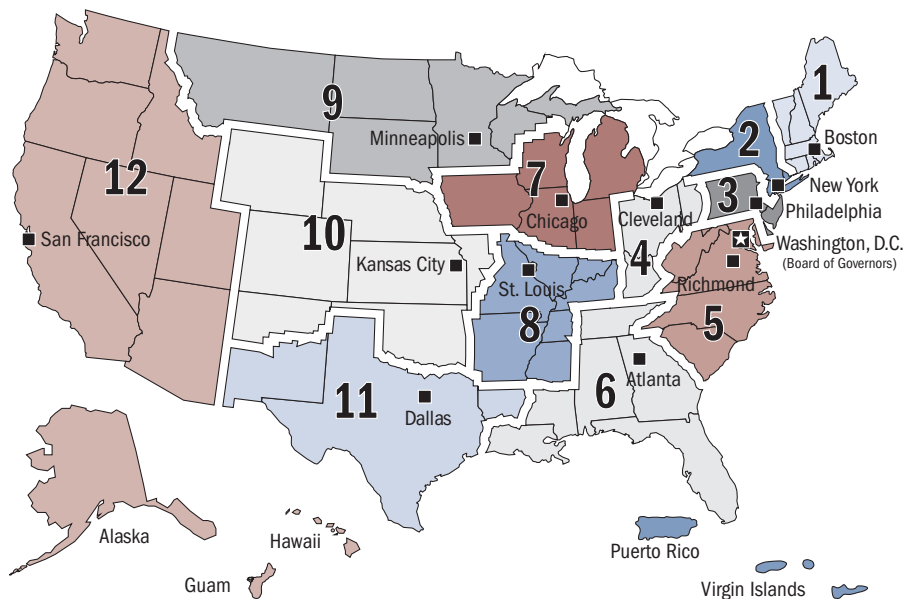 1
2
Boston
9
Minneapolis
7
12
3
New York
Chicago
Cleveland
Philadelphia
10
San Francisco
4
Washington, D.C.
(Board of Governors)
Kansas City
Richmond
St. Louis
8
5
6
Atlanta
11
Dallas
Alaska
Hawaii
Puerto Rico
Guam
Virgin Islands